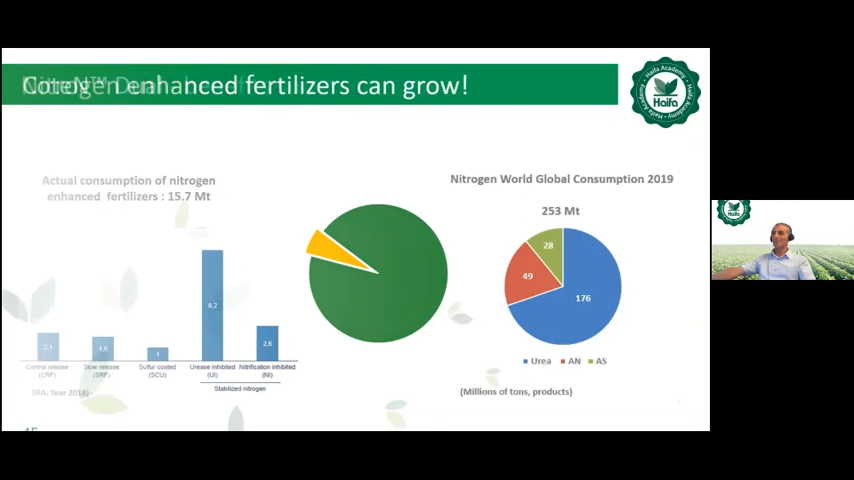 enhanced fertilizers can grow!
Haifa Academy
Haifa
Actual consumption of nitrogen
enhanced fertilizers : 15.7 Mt
8,2
2,6
1
Control release
(CRF)
Slow release
(SRF)
Sulfur coated
(SCU)
Urease inhibited
(UI)
Nitrification inhibited
(NI)
Stabilized nitrogen
(IFA: Year 2018)
Nitrogen World Global Consumption 2019
253 Mt
28
49
176
Urea AN AS
(Millions of tons, products)
Haifa